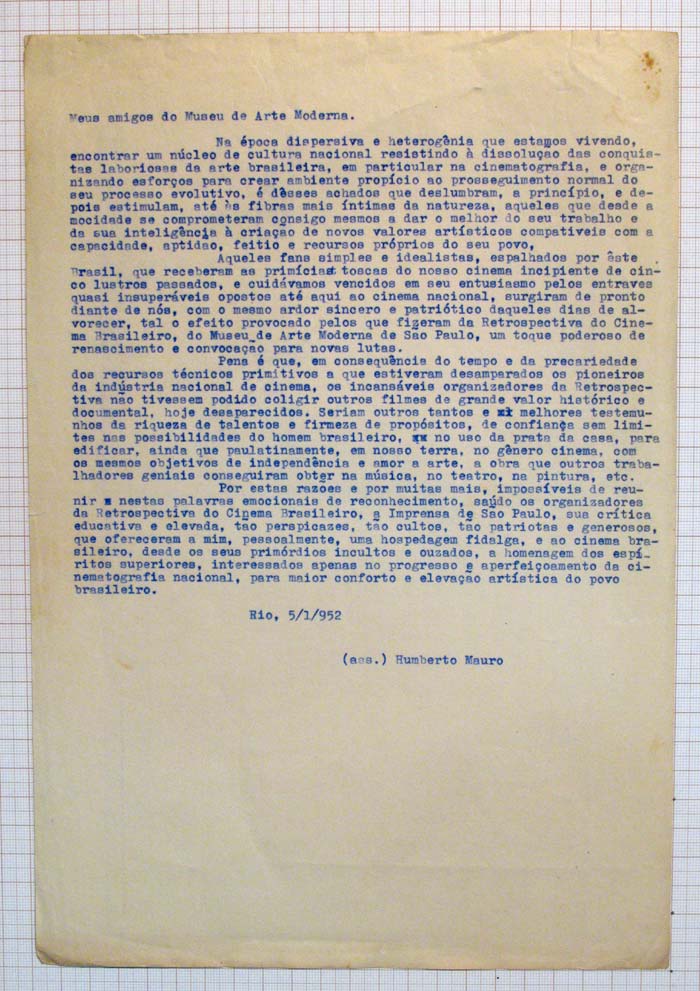 Meus amigos do Museu de Arte Moderna.
Na época dispersiva e heterogênia que estamos vivendo,
encontrar um núcleo de cultura nacional resistindo à dissoluçao das conquis-
tas laboriosas da arte brasileira, em particular na cinematografia, e orga-
nizando esforços para crear ambiente propício ao prosseguimento normal do
seu processo evolutivo, é dêsses achados que deslumbram, a princípio, e de-
pois estimulam, até às fibras mais íntimas da natureza, aqueles que desde a
mocidade se comprometeram consigo mesmos a dar o melhor do seu trabalho e
da sua inteligência à criação de novos valores artísticos compativeis com a
capacidade, aptidao, feitio e recursos próprios do seu povo,
Aqueles fans simples e idealistas, espalhados por êste
Brasil, que receberam as primícias toscas do nosso cinema incipiente de cin-
co lustros passados, e cuidávamos vencidos em seu entusiasmo pelos entraves
quasi insuperáveis opostos até aqui ao cinema nacional, surgiram de pronto
diante de nós, com o mesmo ardor sincero e patriótico daqueles dias de al-
vorecer, tal o efeito provocado pelos que fizeram da Retrospectiva do Cine-
ma Brasileiro, do Museu de Arte Moderna de Sao Paulo, um toque poderoso de
renascimento e convocação para novas lutas.
Pena é que, em consequência do tempo e da precariedade
dos recursos técnicos primitivos a que estiveram desamparados os pioneiros
da indústria nacional de cinema, os incansáveis organizadores da Retrospec-
tiva não tivessem podido coligir outros filmes de grande valor histórico e
documental, hoje desaparecidos. Seriam outros tantos e melhores testemu-
nhos da riqueza de talentos e firmeza de propósitos, de confiança sem limi-
tes nas possibilidades do homem brasileiro, no uso da prata da casa, para
edificar, ainda que paulatinamente, em nosso terra, no gênero cinema, com
os mesmos objetivos de independência e amor a arte, a obra que outros traba-
lhadores geniais conseguiram obter na música, no teatro, na pintura, etc.
Por estas razões e por muitas mais, impossíveis de reu-
nir nestas palavras emocionais de reconhecimento, saúdo os organizadores
da Retrospectiva do Cinema Brasileiro, a Imprensa de São Paulo, sua crítica
educativa e elevada, tao perspicazes, tão cultos, tão patriotas e generosos,
que ofereceram a mim, pessoalmente, uma hospedagem fidalga, e ao cinema bra-
sileiro, desde os seus primórdios incultos e ouzados, a homenagem dos espí-
ritos superiores, interessados apenas no progresso e aperfeiçoamento da ci-
nematografia nacional, para maior conforto e elevação artística do povo
brasileiro.
Rio, 5/1/952
(ass.) Humberto Mauro